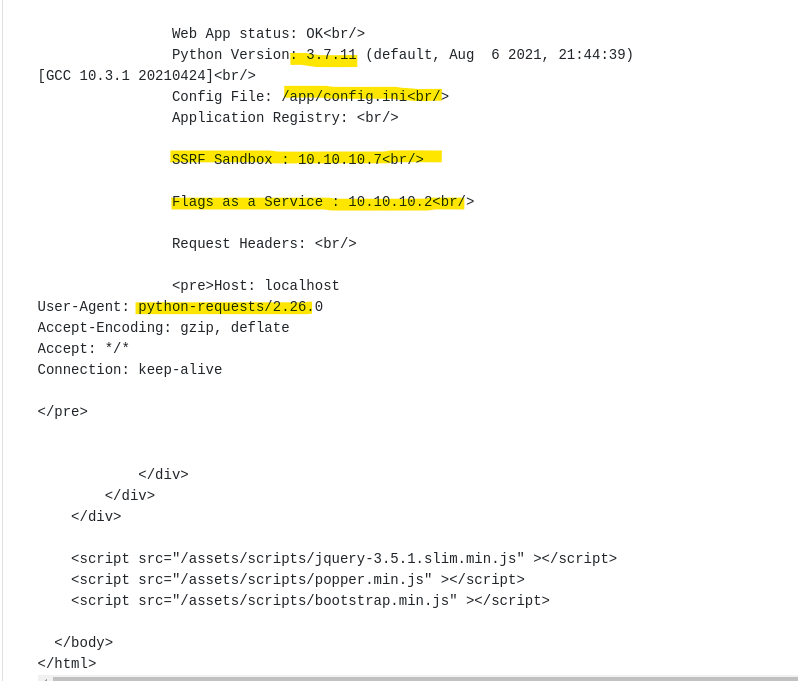 Web App status: OK<br/>
Python Version: 3.7.11 (default, Aug  6 2021, 21:44:39)
[GCC 10.3.1 20210424]<br/>
Config File: /app/config.ini<br/>
Application Registry: <br/>
SSRF Sandbox : 10.10.10.7<br/>
Flags as a Service : 10.10.10.2<br/>
Request Headers: <br/>
<pre>Host: localhost
User-Agent: python-requests/2.26.0
Accept-Encoding: gzip, deflate
Accept: */*
Connection: keep-alive
</pre>
</div>
</div>
</div>
<script src="/assets/scripts/jquery-3.5.1.slim.min.js" ></script>
<script src="/assets/scripts/popper.min.js" ></script>
<script src="/assets/scripts/bootstrap.min.js" ></script>
</body>
</html>